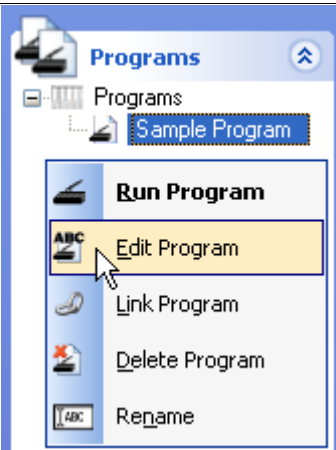 Programs
Programs
Sample Program
Run Program
ABC
Edit Program
Link Program
Delete Program
ABC
Rename